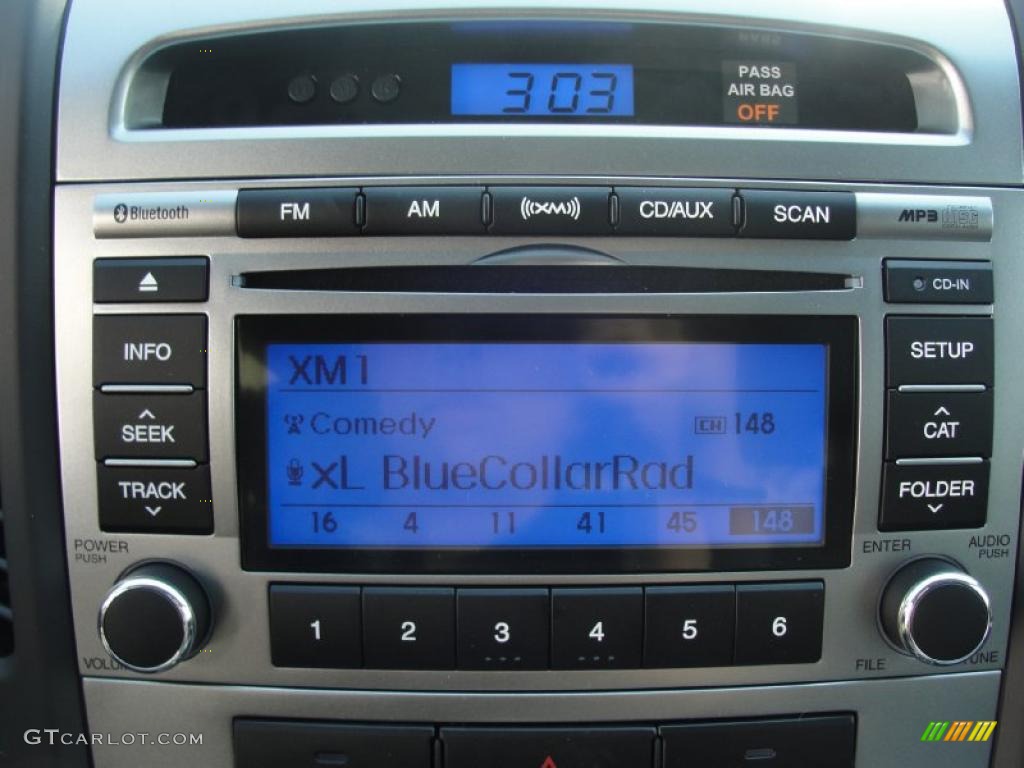 303
PASS
AIR BAG
OFF
Bluetooth
FM
AM
((XM))
CD/AUX
SCAN
MP3
CD-IN
INFO
SEEK
TRACK
XM1
Comedy
CH 148
xL BlueCollarRad
16 4 11 41 45 148
SETUP
CAT
FOLDER
POWER
PUSH
ENTER
AUDIO
PUSH
1 2 3 4 5 6
FILE
GTCARLOT.COM